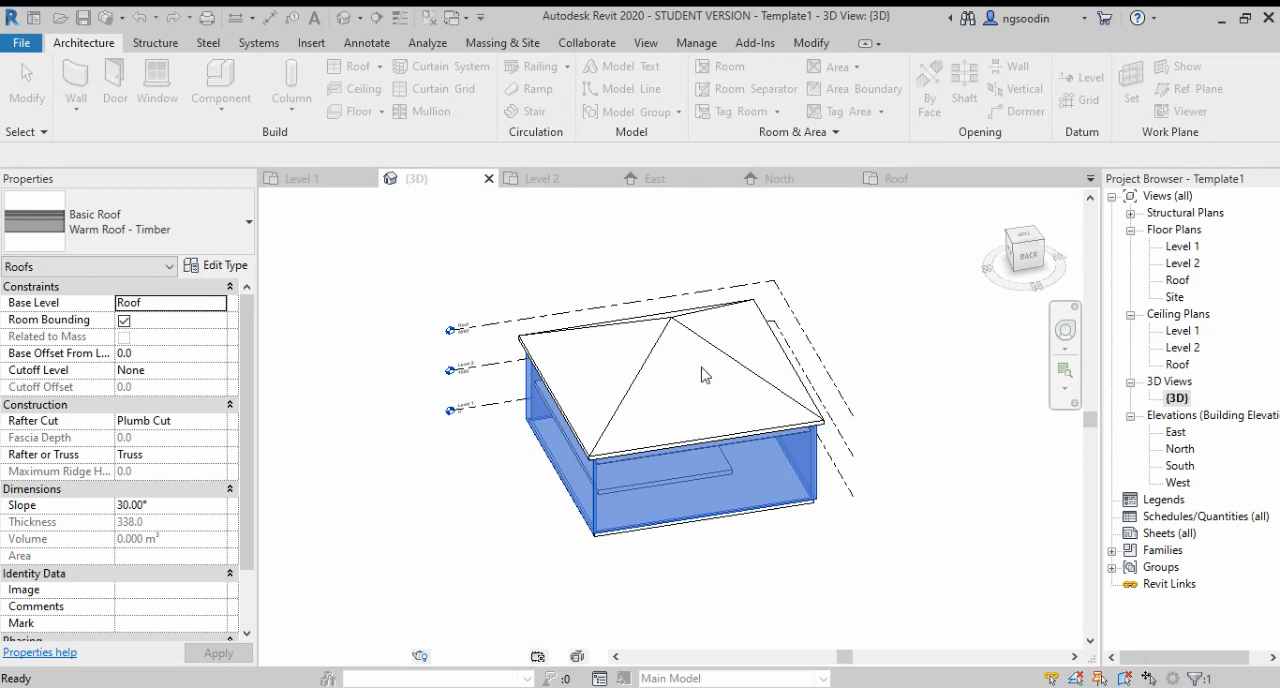 Autodesk Revit 2020 - STUDENT VERSION - Template1 - 3D View: {3D}
ngsoodin
File Architecture Structure Steel Systems Insert Annotate Analyze Massing & Site Collaborate View Manage Add-Ins Modify
Modify Wall Door Window Component Column
Roof Curtain System
Ceiling Curtain Grid
Floor Mullion
Railing
Ramp
Stair
Model Text
Model Line
Model Group
Room Area
Room Separator Area Boundary
Tag Room Tag Area
By Face Shaft
Wall
Vertical
Dormer
Level
Grid
Set
Show
Ref Plane
Viewer
Select Build Circulation Model Room & Area Opening Datum Work Plane
Properties
Level 1 {3D} Level 2 East North Roof
Project Browser - Template1
Basic Roof
Warm Roof - Timber
Roofs Edit Type
Constraints
Base Level Roof
Room Bounding
Related to Mass
Base Offset From L... 0.0
Cutoff Level None
Cutoff Offset 0.0
Construction
Rafter Cut Plumb Cut
Fascia Depth 0.0
Rafter or Truss Truss
Maximum Ridge H... 0.0
Dimensions
Slope 30.00°
Thickness 338.0
Volume 0.000 m³
Area
Identity Data
Image
Comments
Mark
Phasing
Properties help Apply
BACK
Views (all)
Structural Plans
Floor Plans
Level 1
Level 2
Roof
Site
Ceiling Plans
Level 1
Level 2
Roof
3D Views
{3D}
Elevations (Building Elevati
East
North
South
West
Legends
Schedules/Quantities (all)
Sheets (all)
Families
Groups
Revit Links
Ready
:0
Main Model
:1